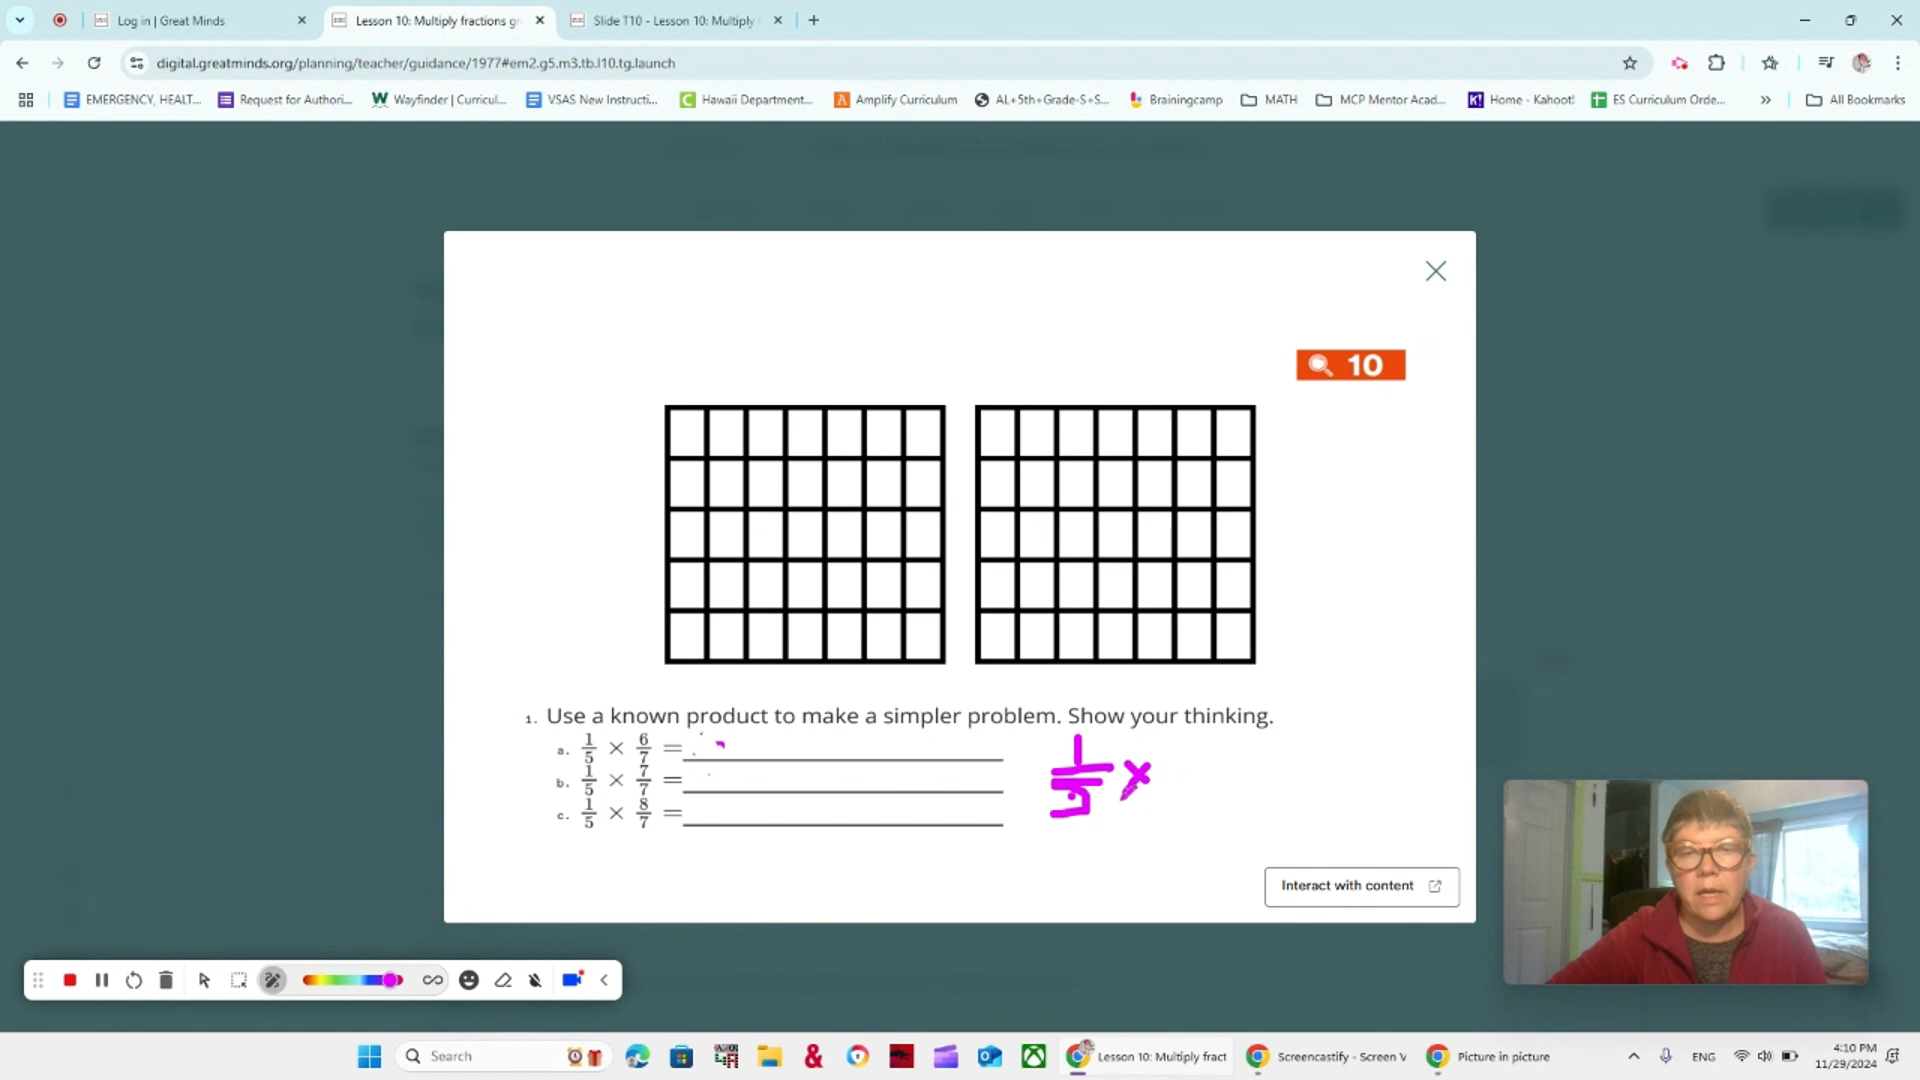 Log in | Great Minds
Lesson 10: Multiply fractions gr
Slide T10 - Lesson 10: Multiply
digital.greatminds.org/planning/teacher/guidance/1977#em2.g5.m3.tb.l10.tg.launch
EMERGENCY, HEALT... Request for Authori... Wayfinder | Curricul... VSAS New Instructi... Hawaii Department... Amplify Curriculum AL+5th+Grade-S+S... Brainingcamp MATH MCP Mentor Acad... Home - Kahoot! ES Curriculum Orde... » All Bookmarks
10
1. Use a known product to make a simpler problem. Show your thinking.
a. 1/5 × 6/7 =
b. 1/5 × 7/7 =
c. 1/5 × 8/7 =
1/5 ×
Interact with content
Search
Lesson 10: Multiply fract
Screencastify - Screen V
Picture in picture
ENG
4:10 PM
11/29/2024